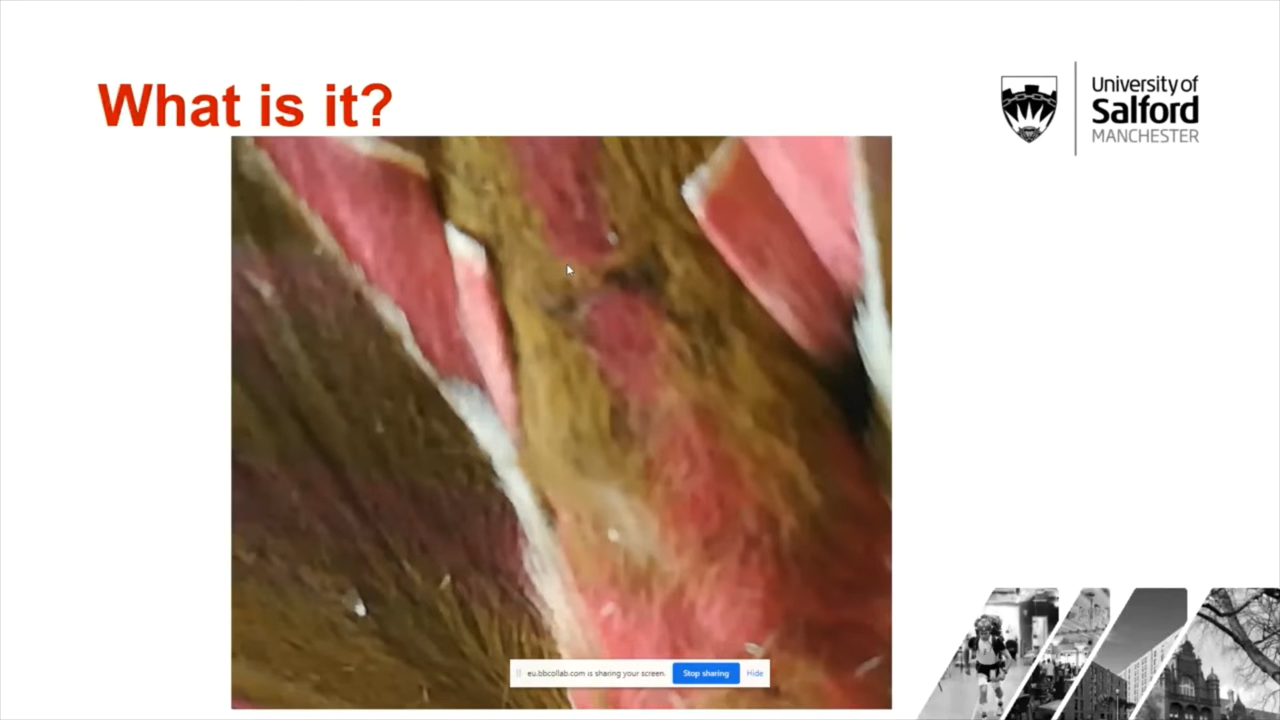 What is it?
University of
Salford
MANCHESTER
eu.bbcollab.com is sharing your screen.
Stop sharing
Hide